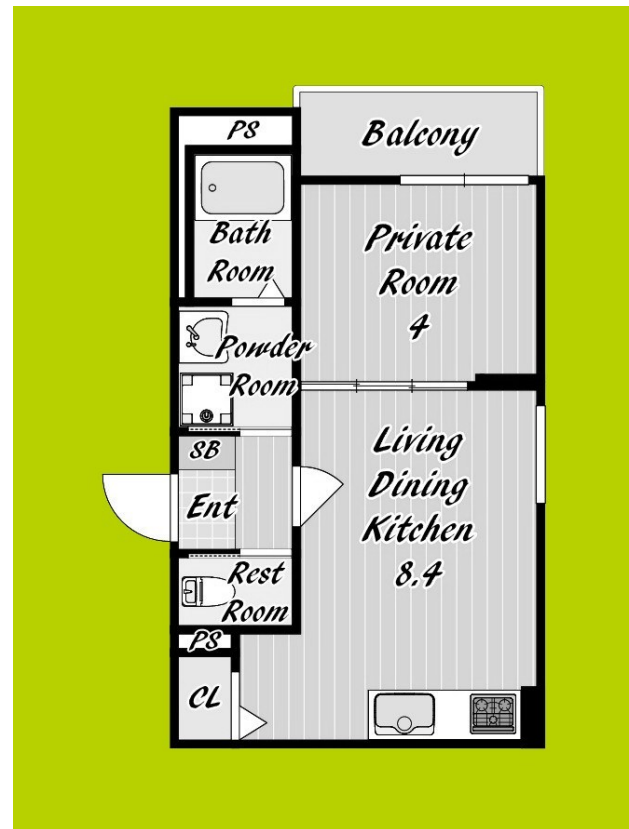 PS
Balcony
Bath
Room
Private
Room
4
Powder
Room
SB
Ent
Living
Dining
Kitchen
8.4
Rest
Room
PS
CL